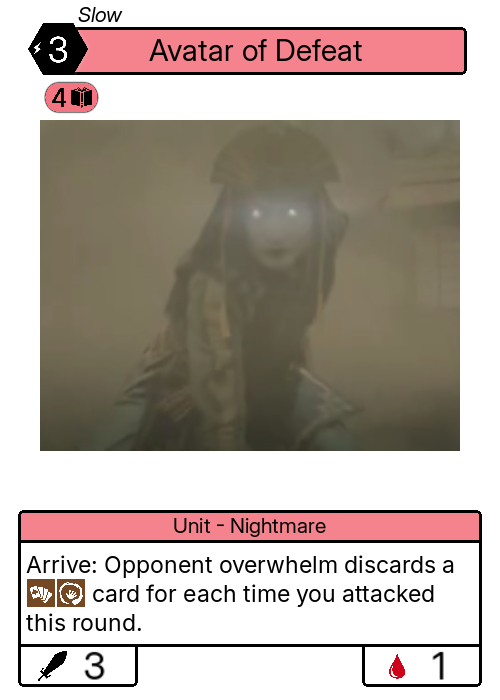 Slow
3 Avatar of Defeat
4
Unit - Nightmare
Arrive: Opponent overwhelm discards a
card for each time you attacked
this round.
3 1